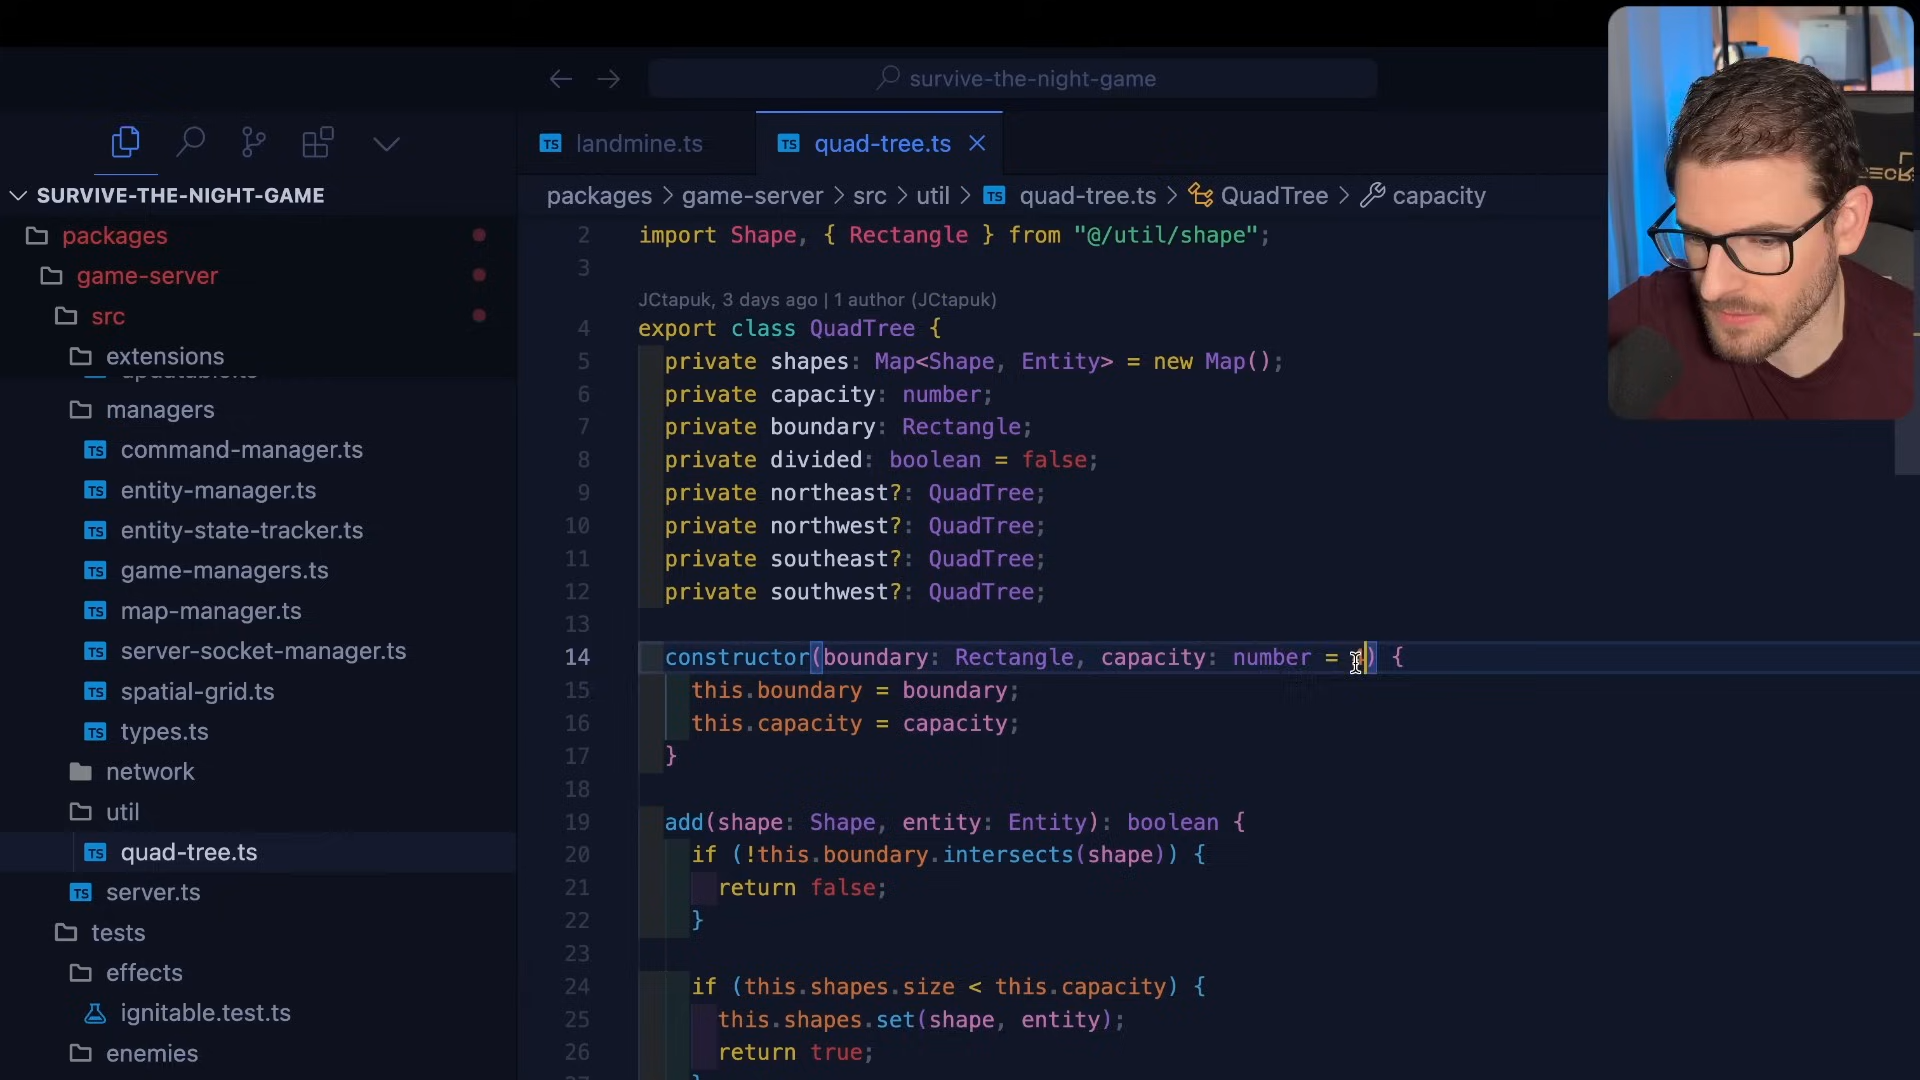 survive-the-night-game
landmine.ts
quad-tree.ts
SURVIVE-THE-NIGHT-GAME
packages > game-server > src > util > quad-tree.ts > QuadTree > capacity
packages
game-server
src
extensions
managers
command-manager.ts
entity-manager.ts
entity-state-tracker.ts
game-managers.ts
map-manager.ts
server-socket-manager.ts
spatial-grid.ts
types.ts
network
util
quad-tree.ts
server.ts
tests
effects
ignitable.test.ts
enemies
2 import Shape, { Rectangle } from "@/util/shape";
3
JCtapuk, 3 days ago | 1 author (JCtapuk)
4 export class QuadTree {
5 private shapes: Map<Shape, Entity> = new Map();
6 private capacity: number;
7 private boundary: Rectangle;
8 private divided: boolean = false;
9 private northeast?: QuadTree;
10 private northwest?: QuadTree;
11 private southeast?: QuadTree;
12 private southwest?: QuadTree;
13
14 constructor(boundary: Rectangle, capacity: number = ) {
15 this.boundary = boundary;
16 this.capacity = capacity;
17 }
18
19 add(shape: Shape, entity: Entity): boolean {
20 if (!this.boundary.intersects(shape)) {
21 return false;
22 }
23
24 if (this.shapes.size < this.capacity) {
25 this.shapes.set(shape, entity);
26 return true;